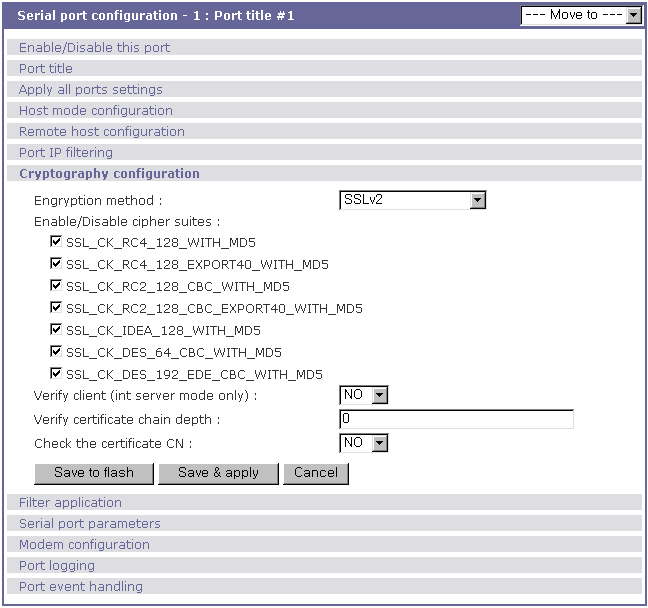 Serial port configuration - 1 : Port title #1 --- Move to ---
Enable/Disable this port
Port title
Apply all ports settings
Host mode configuration
Remote host configuration
Port IP filtering
Cryptography configuration
Engryption method : SSLv2
Enable/Disable cipher suites :
SSL_CK_RC4_128_WITH_MD5
SSL_CK_RC4_128_EXPORT40_WITH_MD5
SSL_CK_RC2_128_CBC_WITH_MD5
SSL_CK_RC2_128_CBC_EXPORT40_WITH_MD5
SSL_CK_IDEA_128_WITH_MD5
SSL_CK_DES_64_CBC_WITH_MD5
SSL_CK_DES_192_EDE_CBC_WITH_MD5
Verify client (int server mode only) : NO
Verify certificate chain depth : 0
Check the certificate CN : NO
Save to flash Save & apply Cancel
Filter application
Serial port parameters
Modem configuration
Port logging
Port event handling